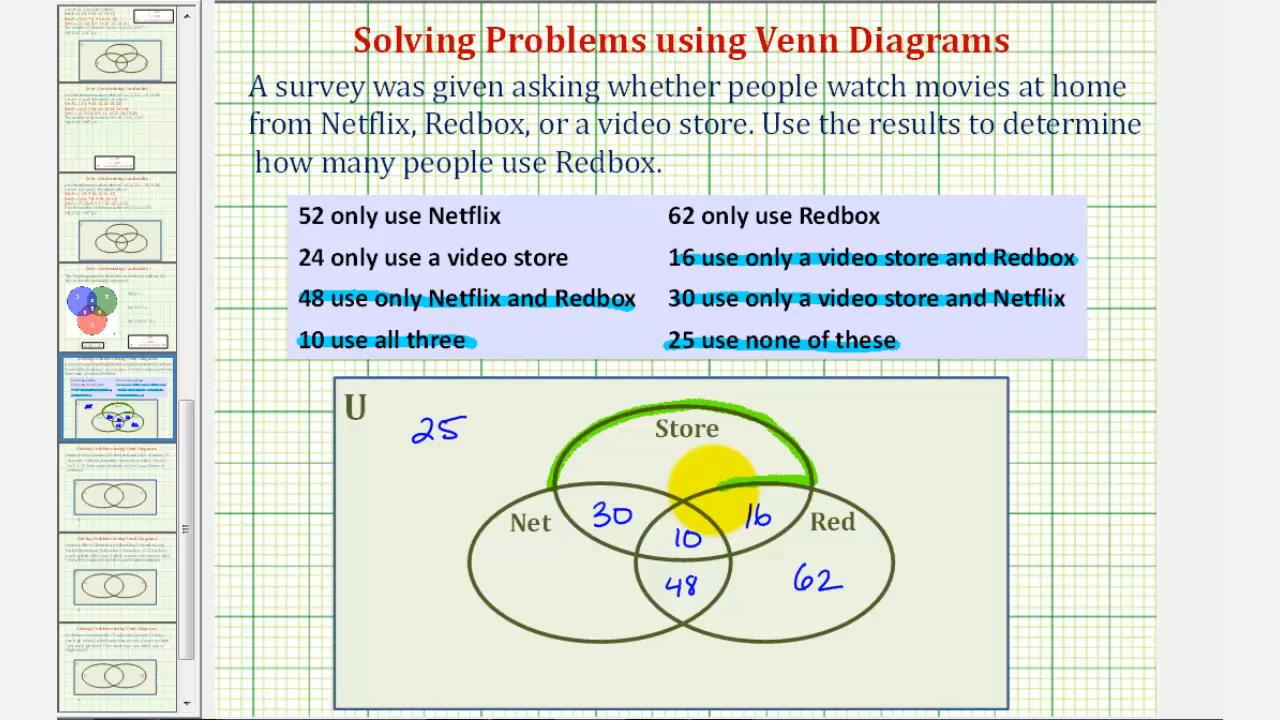 Solving Problems using Venn Diagrams
A survey was given asking whether people watch movies at home
from Netflix, Redbox, or a video store. Use the results to determine
how many people use Redbox.
52 only use Netflix
62 only use Redbox
24 only use a video store
16 use only a video store and Redbox
48 use only Netflix and Redbox
30 use only a video store and Netflix
10 use all three
25 use none of these
U
25
Store
Net
30
16
Red
10
48
62